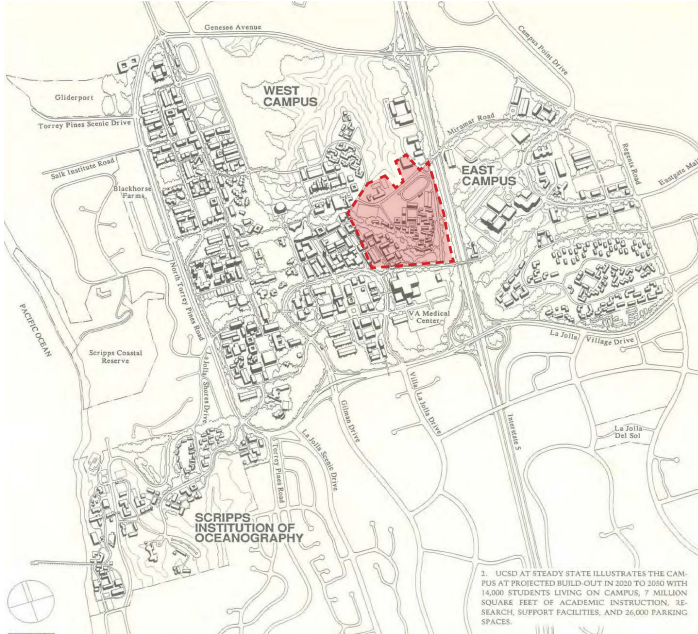 Genesee Avenue
Campus Point Drive
WEST
CAMPUS
Gliderport
Torrey Pines Scenic Drive
Miramar Road
Regents Road
Eastgate Mall
Salk Institute Road
EAST
CAMPUS
Blackhorse
Farms
North Torrey Pines Road
PACIFIC OCEAN
VA Medical
Center
La Jolla Village Drive
Scripps Coastal
Reserve
La Jolla Shores Drive
Gilman Drive
Villa La Jolla Drive
Interstate 5
La Jolla
Del Sol
La Jolla Scenic Drive
Torrey Pines Road
SCRIPPS
INSTITUTION OF
OCEANOGRAPHY
2. UCSD AT STEADY STATE ILLUSTRATES THE CAM-
PUS AT PROJECTED BUILD-OUT IN 2020 TO 2050 WITH
14,000 STUDENTS LIVING ON CAMPUS, 7 MILLION
SQUARE FEET OF ACADEMIC INSTRUCTION, RE-
SEARCH, SUPPORT FACILITIES, AND 26,000 PARKING
SPACES.